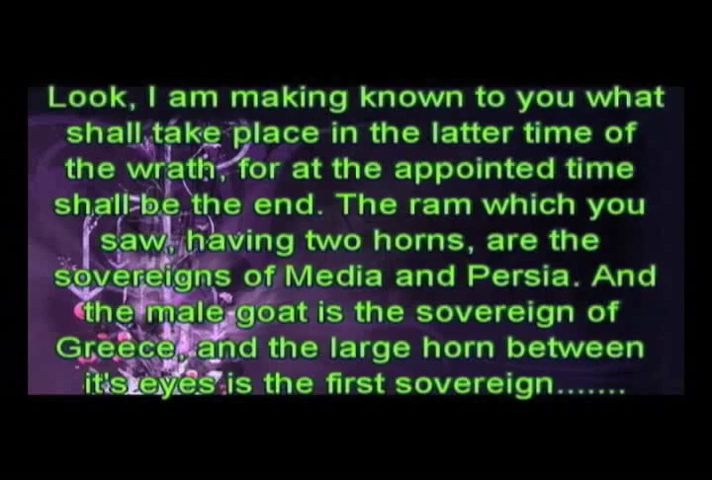 Look, I am making known to you what
shall take place in the latter time of
the wrath, for at the appointed time
shall be the end. The ram which you
saw, having two horns, are the
sovereigns of Media and Persia. And
the male goat is the sovereign of
Greece, and the large horn between
it's eyes is the first sovereign.......